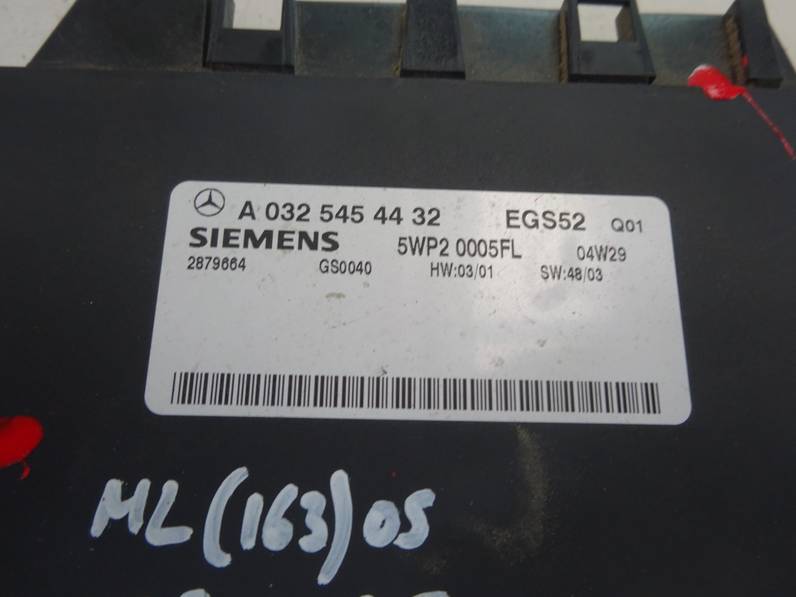 A 032 545 44 32 EGS52 Q01
SIEMENS 5WP2 0005FL 04W29
2879664 GS0040 HW:03/01 SW:48/03
ML (163) 05